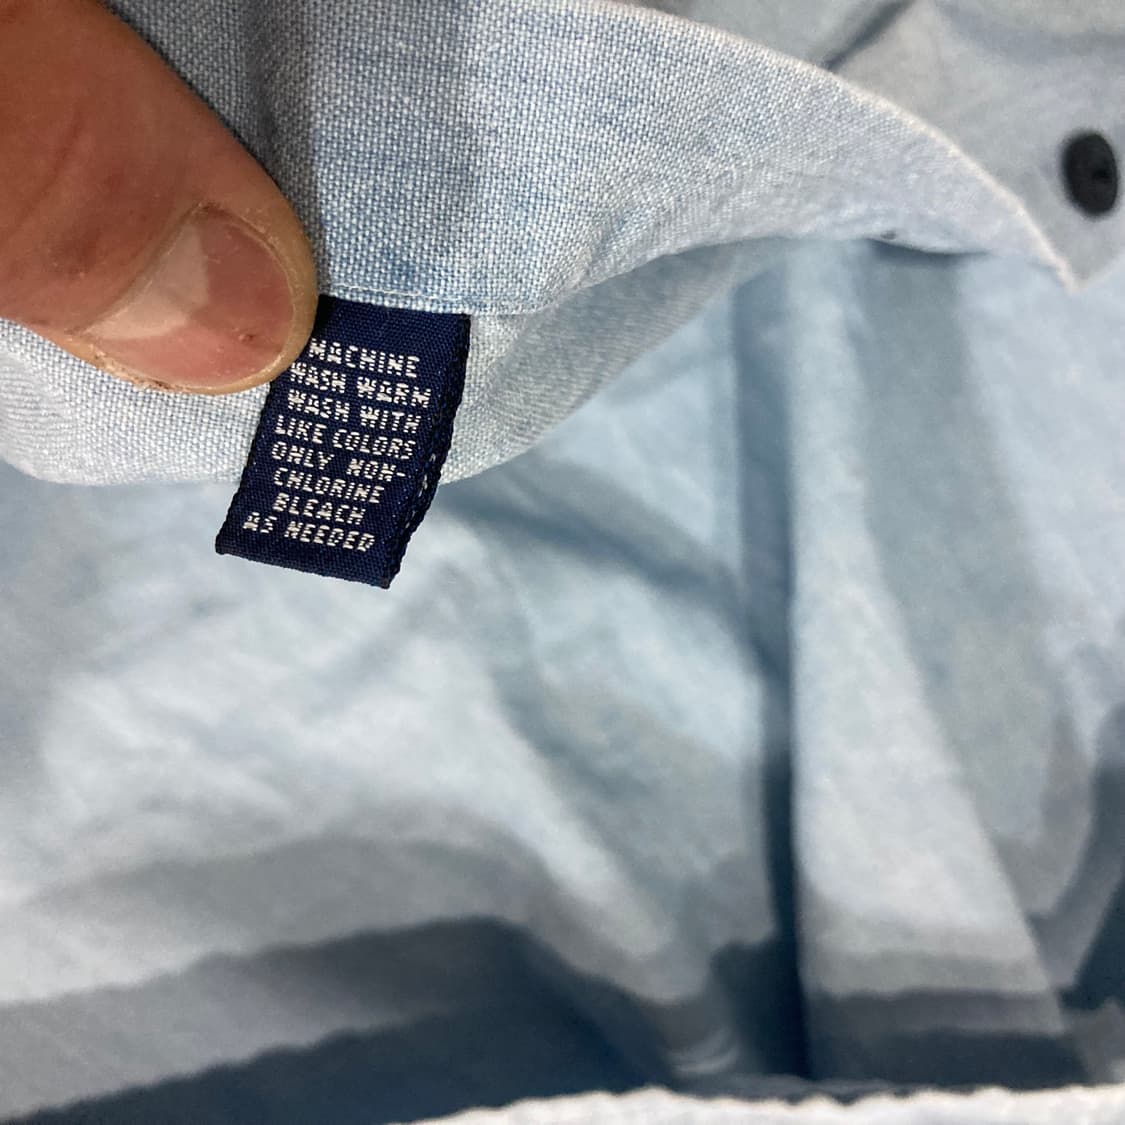 MACHINE
WASH WARM
WASH WITH
LIKE COLORS
ONLY NON-
CHLORINE
BLEACH
AS NEEDED